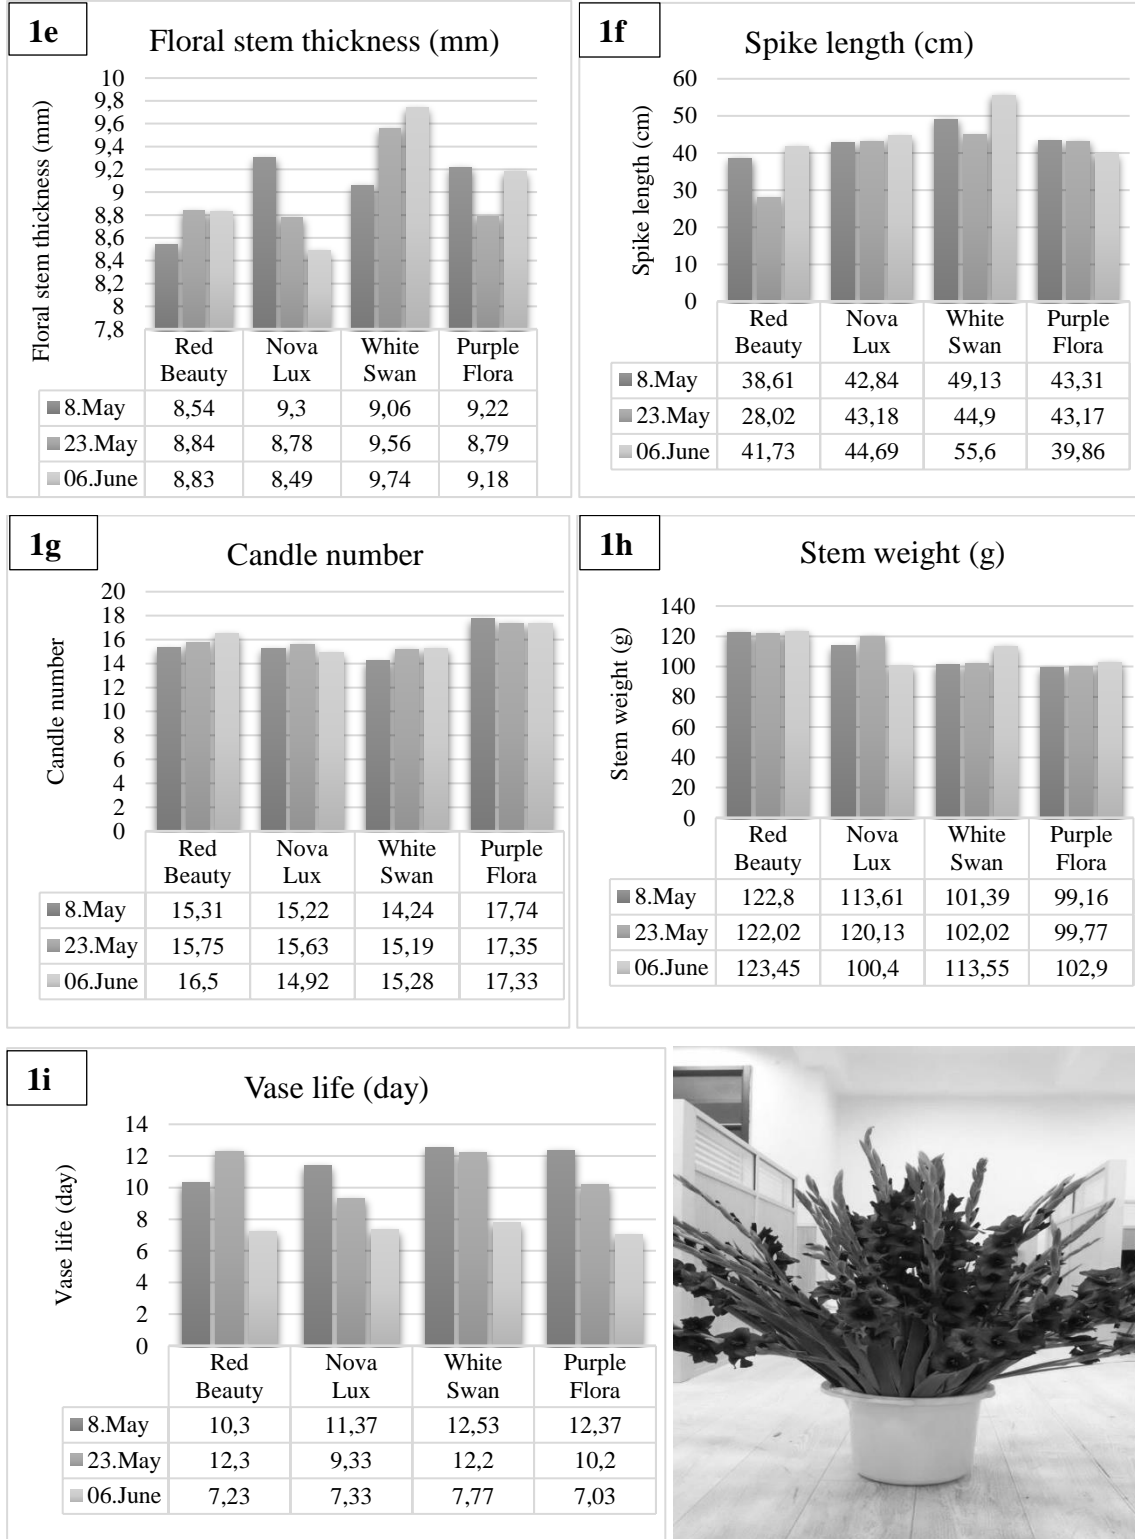 1e
Floral stem thickness (mm)
Floral stem thickness (mm)
10
9,8
9,6
9,4
9,2
9
8,8
8,6
8,4
8,2
8
7,8
Red Beauty Nova Lux White Swan Purple Flora
8.May 8,54 9,3 9,06 9,22
23.May 8,84 8,78 9,56 8,79
06.June 8,83 8,49 9,74 9,18
1f
Spike length (cm)
Spike length (cm)
60
50
40
30
20
10
0
Red Beauty Nova Lux White Swan Purple Flora
8.May 38,61 42,84 49,13 43,31
23.May 28,02 43,18 44,9 43,17
06.June 41,73 44,69 55,6 39,86
1g
Candle number
Candle number
20
18
16
14
12
10
8
6
4
2
0
Red Beauty Nova Lux White Swan Purple Flora
8.May 15,31 15,22 14,24 17,74
23.May 15,75 15,63 15,19 17,35
06.June 16,5 14,92 15,28 17,33
1h
Stem weight (g)
Stem weight (g)
140
120
100
80
60
40
20
0
Red Beauty Nova Lux White Swan Purple Flora
8.May 122,8 113,61 101,39 99,16
23.May 122,02 120,13 102,02 99,77
06.June 123,45 100,4 113,55 102,9
1i
Vase life (day)
Vase life (day)
14
12
10
8
6
4
2
0
Red Beauty Nova Lux White Swan Purple Flora
8.May 10,3 11,37 12,53 12,37
23.May 12,3 9,33 12,2 10,2
06.June 7,23 7,33 7,77 7,03